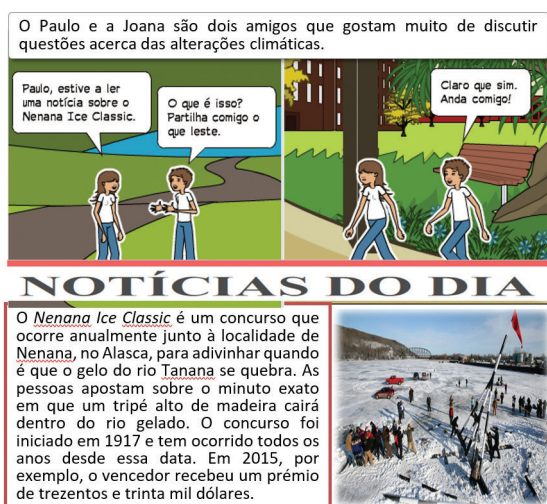 O Paulo e a Joana são dois amigos que gostam muito de discutir
questões acerca das alterações climáticas.
Paulo, estive a ler
uma notícia sobre o
Nenana Ice Classic.
O que é isso?
Partilha comigo o
que leste.
Claro que sim.
Anda comigo!
NOTÍCIAS DO DIA
O Nenana Ice Classic é um concurso que
ocorre anualmente junto à localidade de
Nenana, no Alasca, para adivinhar quando
é que o gelo do rio Tanana se quebra. As
pessoas apostam sobre o minuto exato
em que um tripé alto de madeira cairá
dentro do rio gelado. O concurso foi
iniciado em 1917 e tem ocorrido todos os
anos desde essa data. Em 2015, por
exemplo, o vencedor recebeu um prémio
de trezentos e trinta mil dólares.